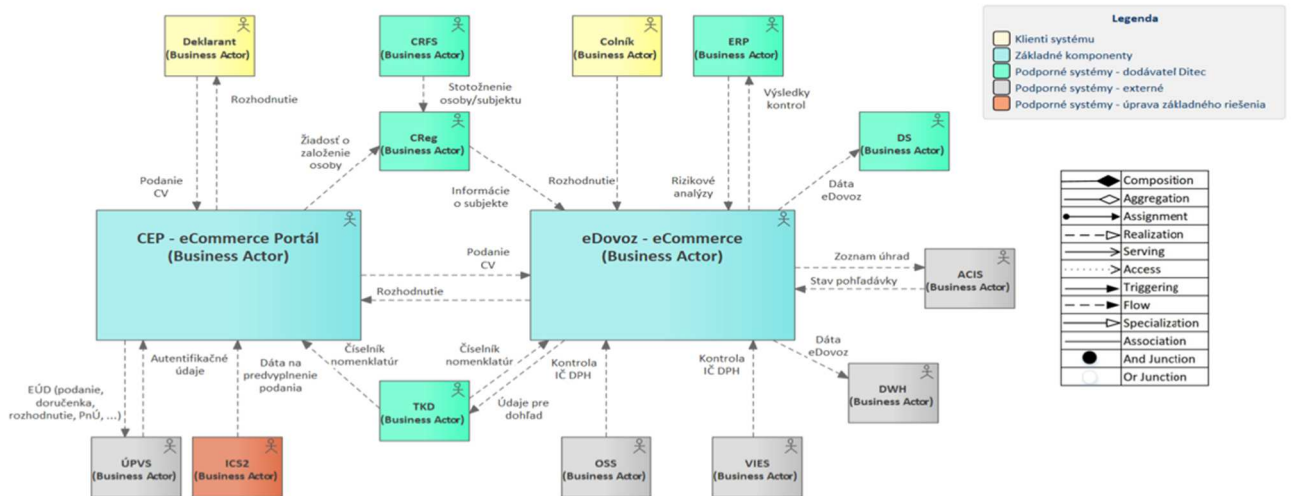 Deklarant
(Business Actor)
CRFS
(Business Actor)
Colník
(Business Actor)
ERP
(Business Actor)
Legenda
Klienti systému
Základné komponenty
Podporné systémy - dodávateľ Ditec
Podporné systémy - externé
Podporné systémy - úprava základného riešenia
Rozhodnutie
Stotožnenie
osoby/subjektu
Výsledky
kontrol
CReg
(Business Actor)
DS
(Business Actor)
Žiadosť o
založenie
osoby
Podanie
CV
Informácie
o subjekte
Rozhodnutie
Rizikové
analýzy
Dáta
eDovoz
CEP - eCommerce Portál
(Business Actor)
eDovoz - eCommerce
(Business Actor)
Podanie
CV
Rozhodnutie
Zoznam úhrad
Stav pohľadávky
ACIS
(Business Actor)
Composition
Aggregation
Assignment
Realization
Serving
Access
Triggering
Flow
Specialization
Association
And Junction
Or Junction
EÚD (podanie,
doručenka,
rozhodnutie, PnÚ, ...)
Autentifikačné
údaje
Dáta na
predvyplnenie
podania
Číselník
nomenklatúr
Číselník
nomenklatúr
Údaje pre
dohľad
Kontrola
IČ DPH
Kontrola
IČ DPH
Dáta
eDovoz
TKD
(Business Actor)
DWH
(Business Actor)
ÚPVS
(Business Actor)
ICS2
(Business Actor)
OSS
(Business Actor)
VIES
(Business Actor)